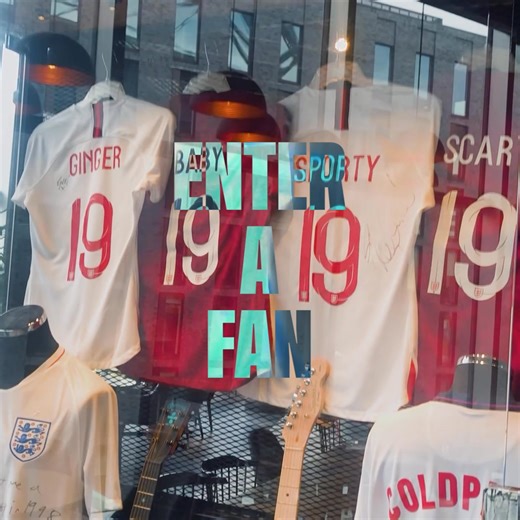 GINGER
19
BABY
19
SPORTY
19
SCAR
19
ENTER
A
FAN
COLDP